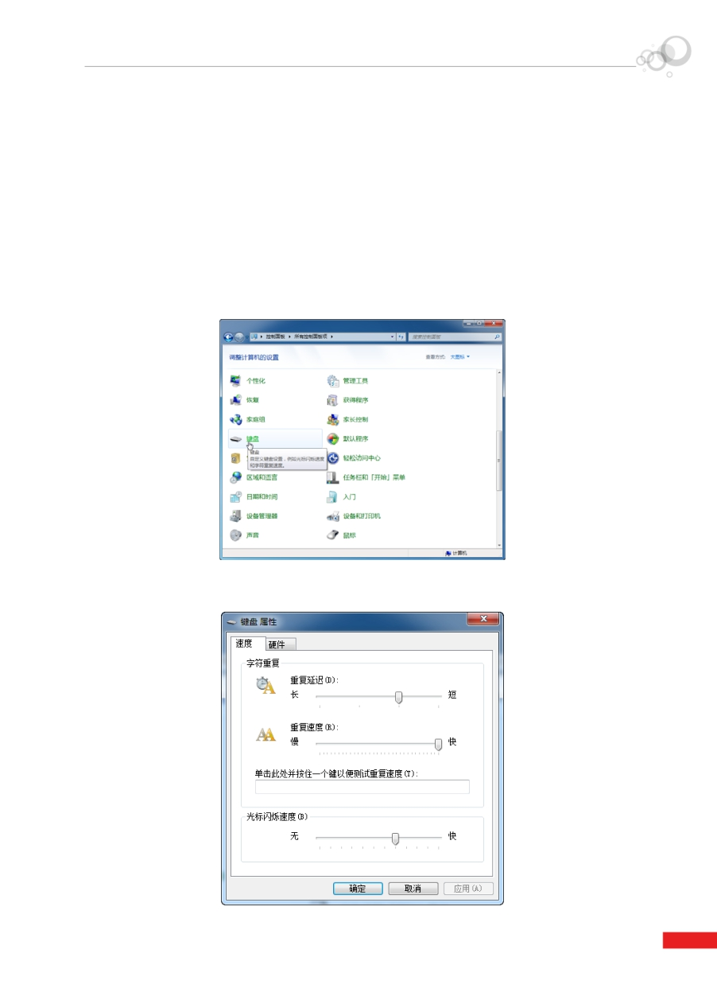 控制面板 ▸ 所有控制面板项 ▸
搜索控制面板
调整计算机的设置
查看方式: 大图标
个性化
管理工具
恢复
获得程序
家庭组
家长控制
键盘
默认程序
键盘
自定义键盘设置，例如光标闪烁速度
和字符重复速度。
轻松访问中心
区域和语言
任务栏和「开始」菜单
日期和时间
入门
设备管理器
设备和打印机
声音
鼠标
计算机
键盘 属性
速度
硬件
字符重复
重复延迟(D):
长
短
重复速度(R):
慢
快
单击此处并按住一个键以便测试重复速度(T):
光标闪烁速度(B)
无
快
确定
取消
应用(A)